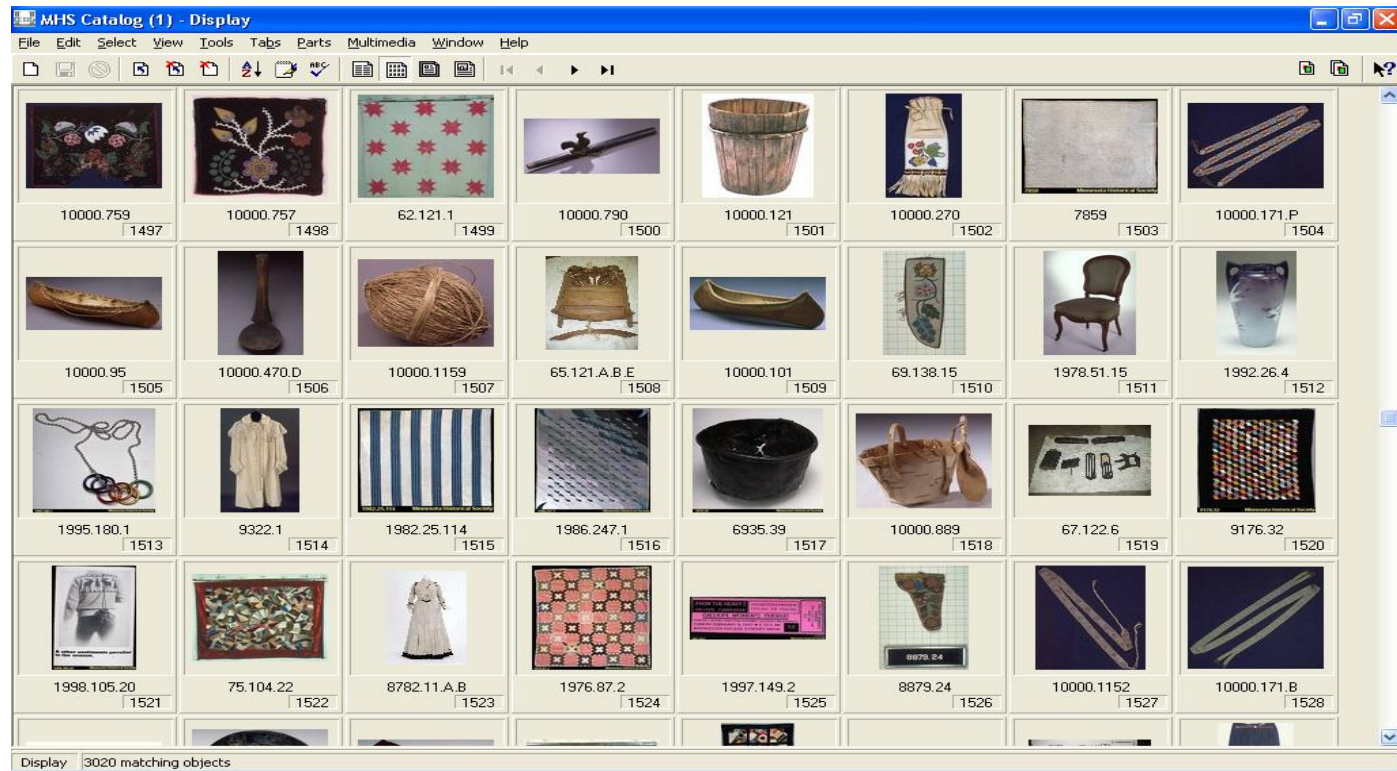 MHS Catalog (1) - Display
File Edit Select View Tools Tabs Parts Multimedia Window Help
ABC
10000.759 10000.757 62.121.1 10000.790 10000.121 10000.270 7859 10000.171.P
1497 1498 1499 1500 1501 1502 1503 1504
10000.95 10000.470.D 10000.1159 65.121.A.B.E 10000.101 69.138.15 1978.51.15 1992.26.4
1505 1506 1507 1508 1509 1510 1511 1512
1995.180.1 9322.1 1982.25.114 1986.247.1 6935.39 10000.889 67.122.6 9176.32
1513 1514 1515 1516 1517 1518 1519 1520
1998.105.20 75.104.22 8782.11.A.B 1976.87.2 1997.149.2 8879.24 10000.1152 10000.171.B
1521 1522 1523 1524 1525 1526 1527 1528
Display 3020 matching objects